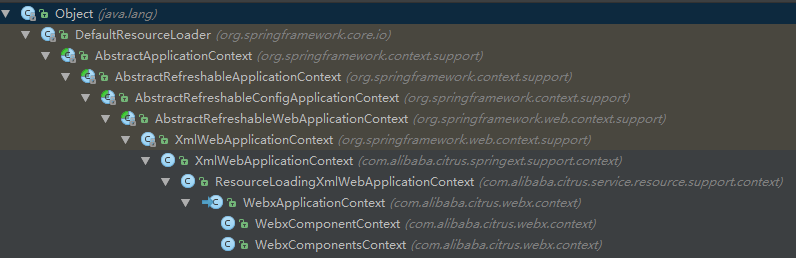 Object (java.lang)
DefaultResourceLoader (org.springframework.core.io)
AbstractApplicationContext (org.springframework.context.support)
AbstractRefreshableApplicationContext (org.springframework.context.support)
AbstractRefreshableConfigApplicationContext (org.springframework.context.support)
AbstractRefreshableWebApplicationContext (org.springframework.web.context.support)
XmlWebApplicationContext (org.springframework.web.context.support)
XmlWebApplicationContext (com.alibaba.citrus.springext.support.context)
ResourceLoadingXmlWebApplicationContext (com.alibaba.citrus.service.resource.support.context)
WebxApplicationContext (com.alibaba.citrus.webx.context)
WebxComponentContext (com.alibaba.citrus.webx.context)
WebxComponentsContext (com.alibaba.citrus.webx.context)